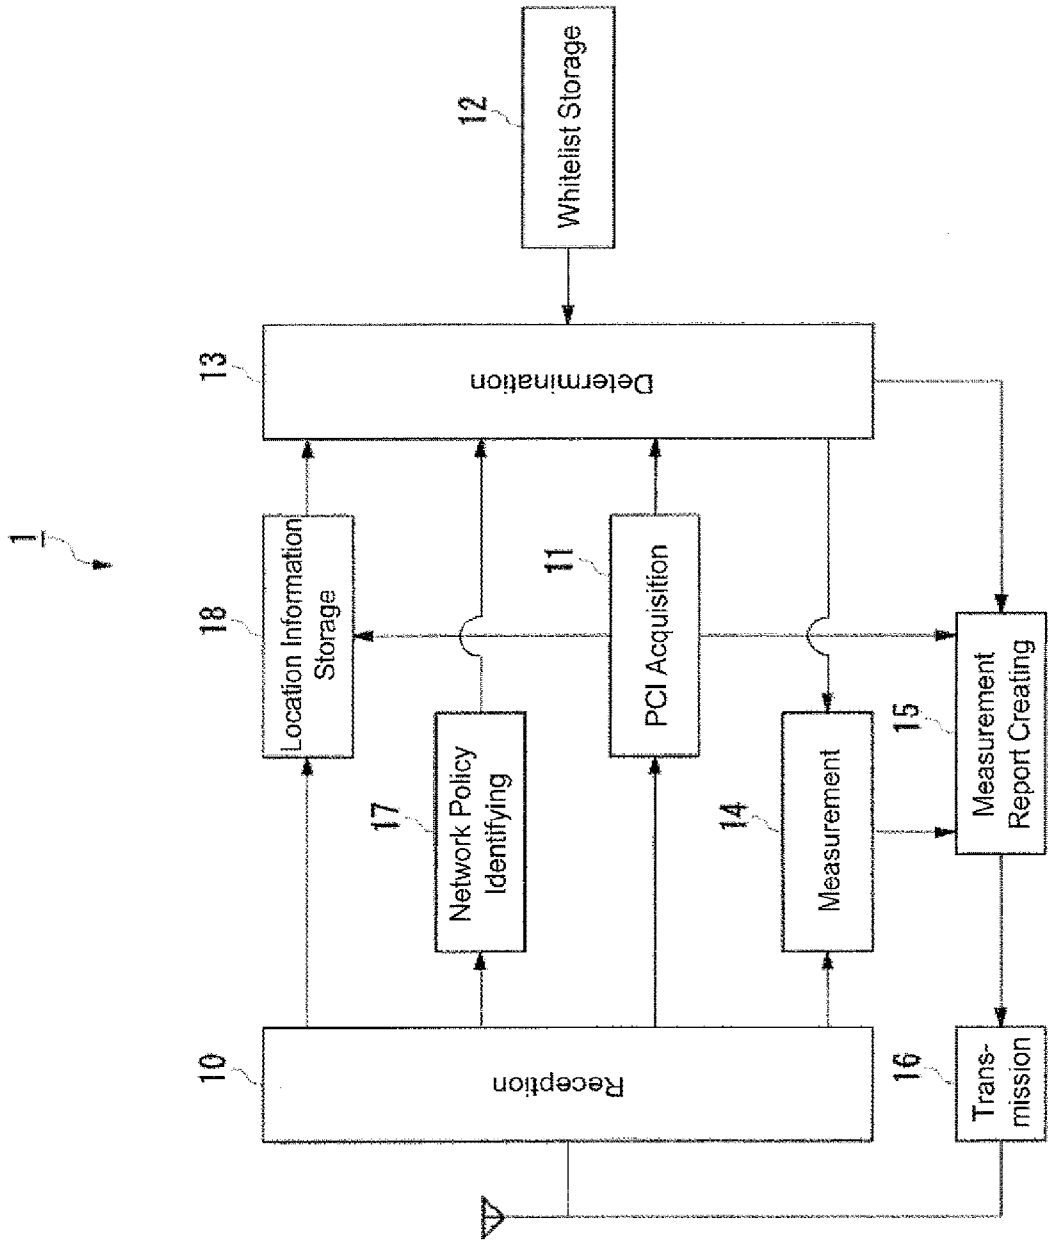 1
10
Reception
18
Location Information
Storage
17
Network Policy
Identifying
11
PCI Acquisition
14
Measurement
13
Determination
12
Whitelist Storage
15
Measurement
Report Creating
16
Trans-
mission